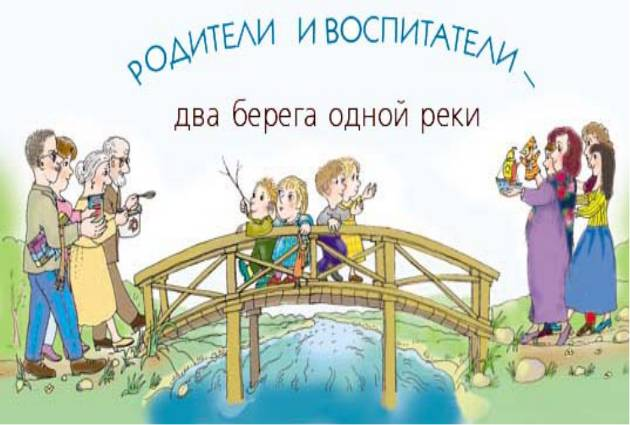 РОДИТЕЛИ И ВОСПИТАТЕЛИ –
два берега одной реки